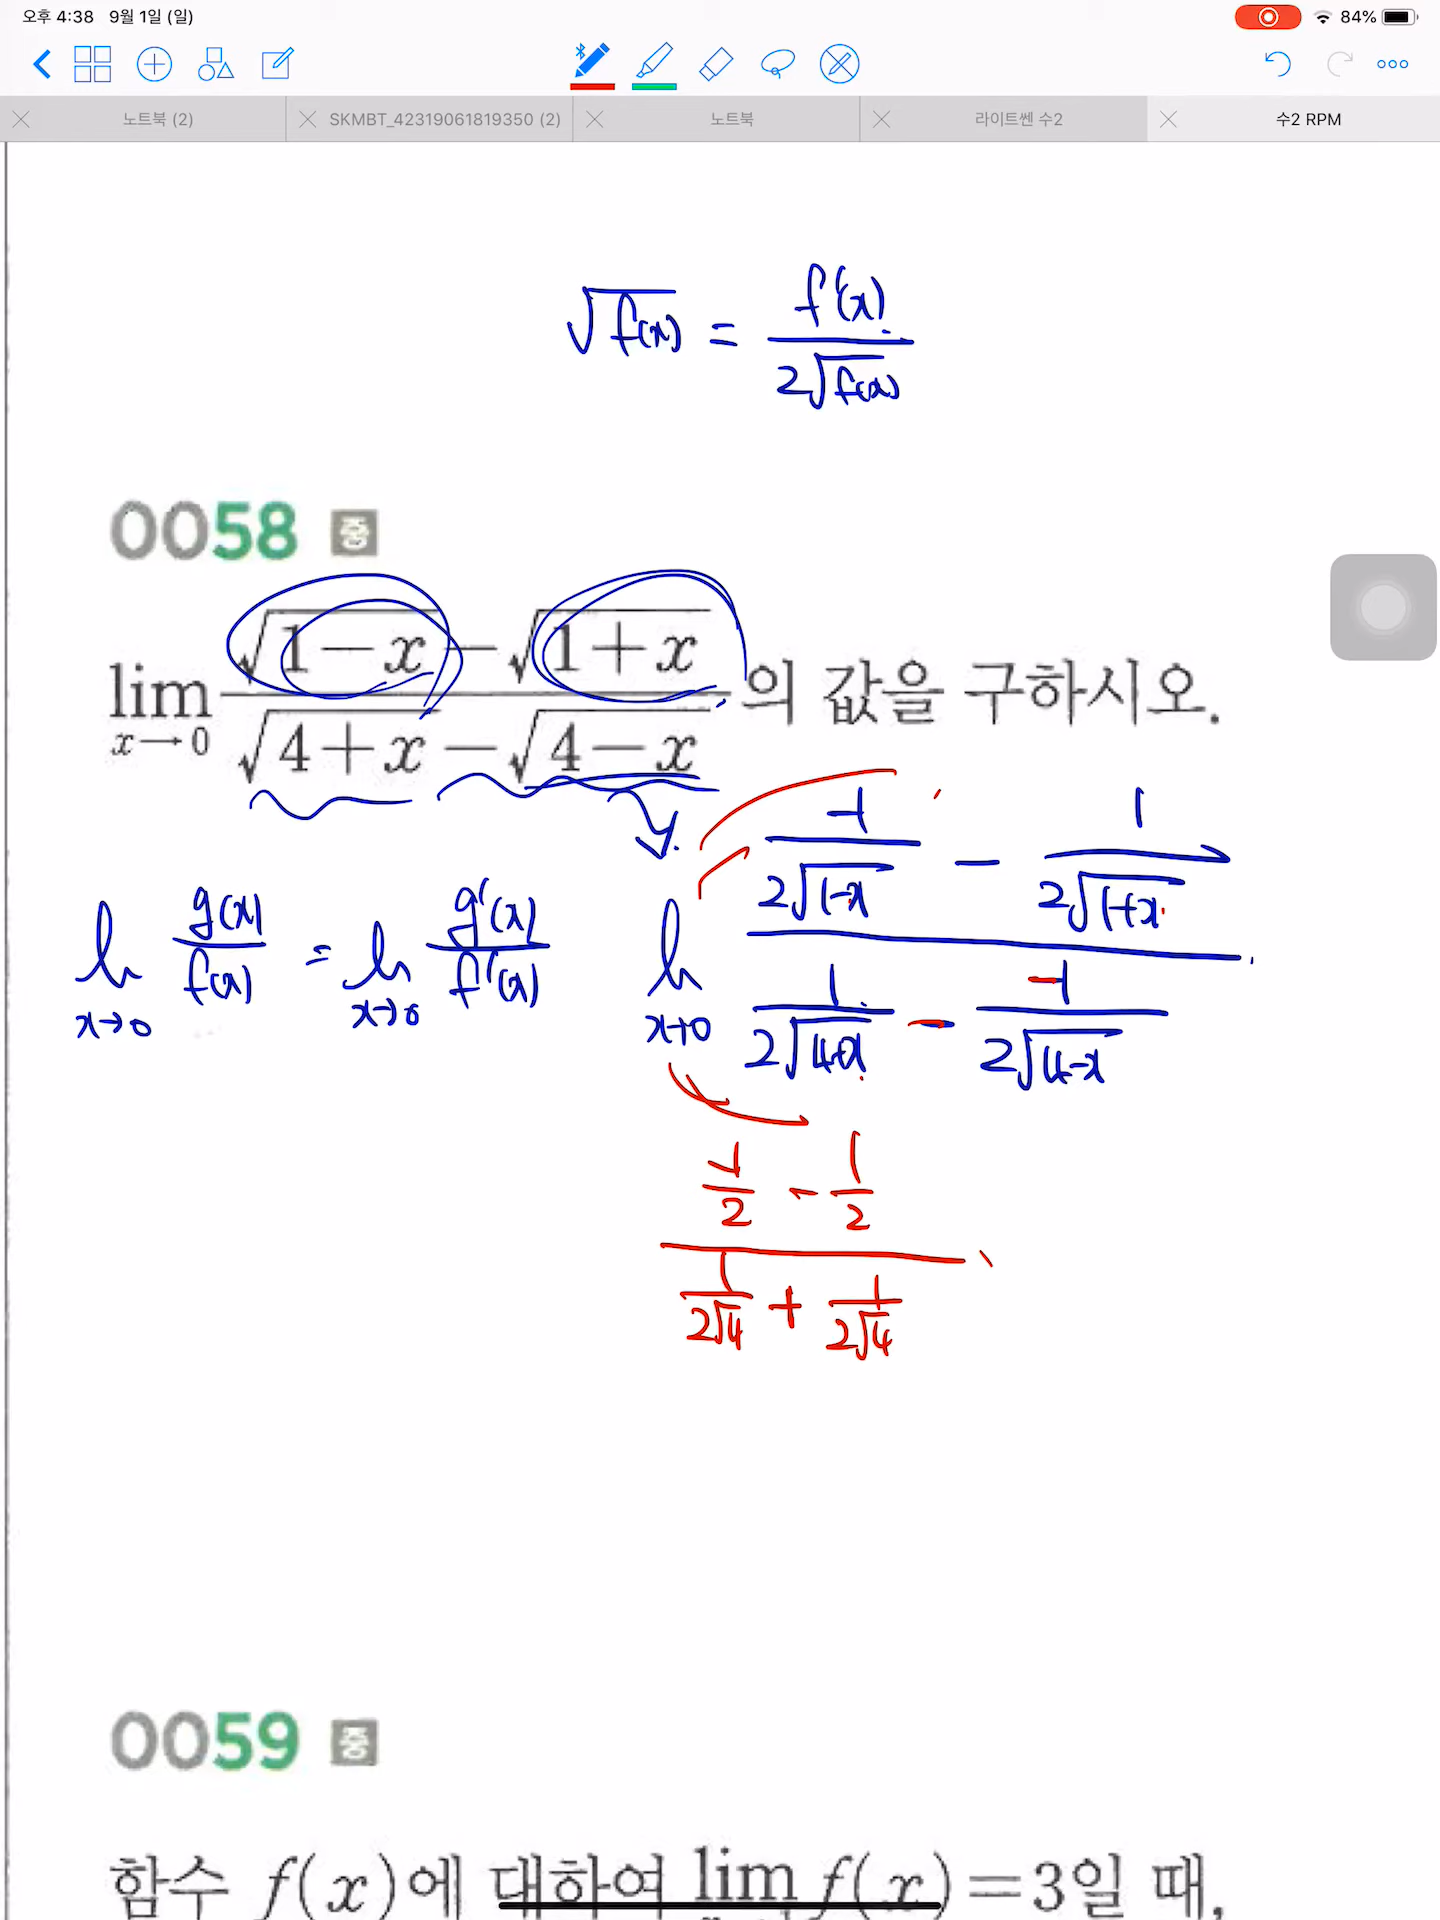 오후 4:38 9월 1일 (일) 84%
노트북 (2) SKMBT_42319061819350 (2) 노트북 라이트쎈 수2 수2 RPM
√f(x) = f'(x) / 2√f(x)
0058 중
lim x→0 (√1−x − √1+x) / (√4+x − √4−x) 의 값을 구하시오.
lim x→0 g(x)/f(x) = lim x→0 g'(x)/f'(x)
lim x→0 (-1/2√1-x − 1/2√1+x) / (1/2√4+x − -1/2√4-x)
(-1/2 - 1/2) / (1/2√4 + 1/2√4)
0059 중
함수 f(x)에 대하여 lim f(x)=3일 때,